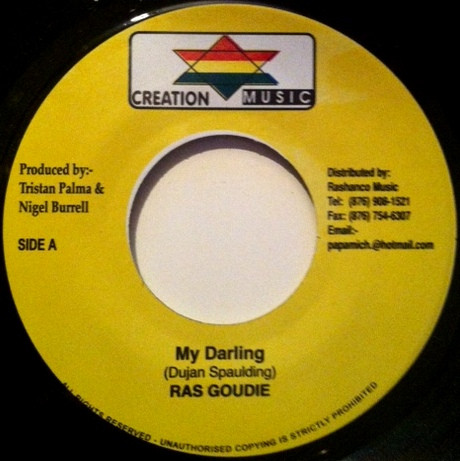 CREATION MUSIC
Produced by:-
Tristan Palma &
Nigel Burrell
SIDE A
Distributed by:
Rashanco Music
Tel: (876) 908-1521
Fax: (876) 754-6307
Email:-
papamich.@hotmail.com
My Darling
(Dujan Spaulding)
RAS GOUDIE
ALL RIGHTS RESERVED - UNAUTHORISED COPYING IS STRICTLY PROHIBITED